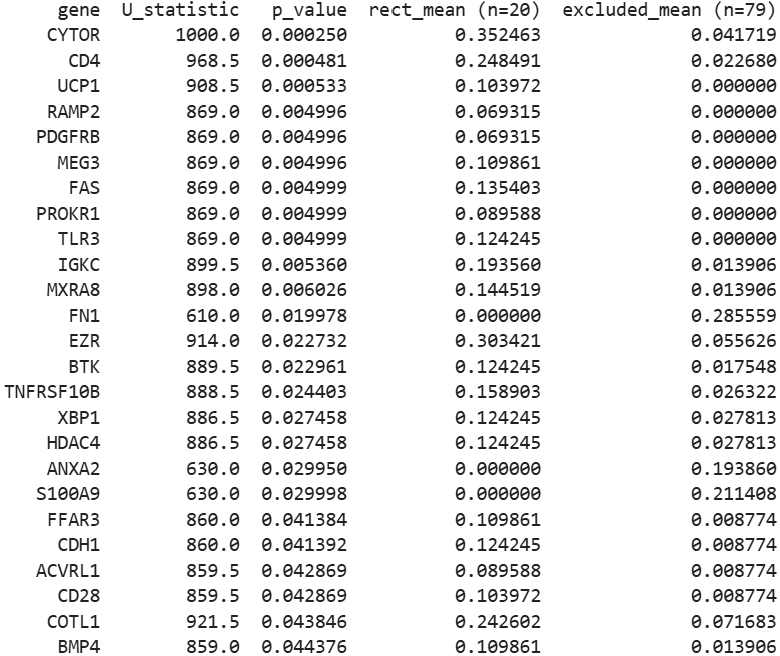 gene U_statistic p_value rect_mean (n=20) excluded_mean (n=79)
CYTOR 1000.0 0.000250 0.352463 0.041719
CD4 968.5 0.000481 0.248491 0.022680
UCP1 908.5 0.000533 0.103972 0.000000
RAMP2 869.0 0.004996 0.069315 0.000000
PDGFRB 869.0 0.004996 0.069315 0.000000
MEG3 869.0 0.004996 0.109861 0.000000
FAS 869.0 0.004999 0.135403 0.000000
PROKR1 869.0 0.004999 0.089588 0.000000
TLR3 869.0 0.004999 0.124245 0.000000
IGKC 899.5 0.005360 0.193560 0.013906
MXRA8 898.0 0.006026 0.144519 0.013906
FN1 610.0 0.019978 0.000000 0.285559
EZR 914.0 0.022732 0.303421 0.055626
BTK 889.5 0.022961 0.124245 0.017548
TNFRSF10B 888.5 0.024403 0.158903 0.026322
XBP1 886.5 0.027458 0.124245 0.027813
HDAC4 886.5 0.027458 0.124245 0.027813
ANXA2 630.0 0.029950 0.000000 0.193860
S100A9 630.0 0.029998 0.000000 0.211408
FFAR3 860.0 0.041384 0.109861 0.008774
CDH1 860.0 0.041392 0.124245 0.008774
ACVRL1 859.5 0.042869 0.089588 0.008774
CD28 859.5 0.042869 0.103972 0.008774
COTL1 921.5 0.043846 0.242602 0.071683
BMP4 859.0 0.044376 0.109861 0.013906